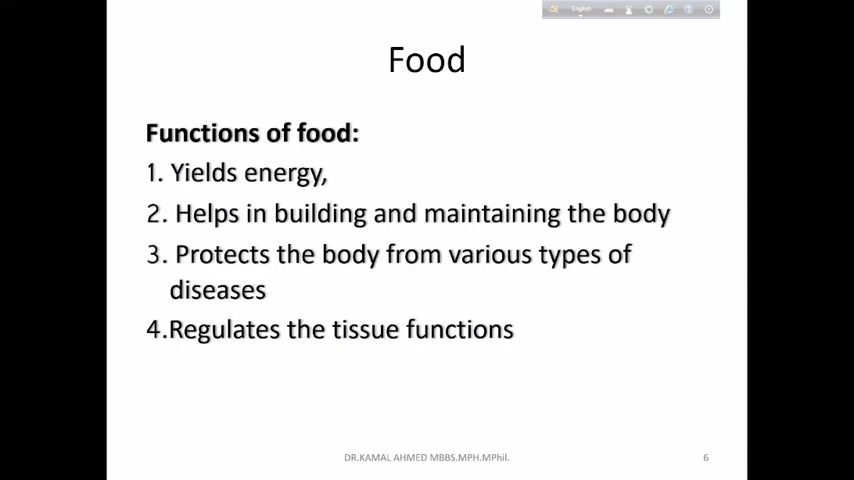 English
Food
Functions of food:
1. Yields energy,
2. Helps in building and maintaining the body
3. Protects the body from various types of
diseases
4.Regulates the tissue functions
DR.KAMAL AHMED MBBS.MPH.MPhil.
6